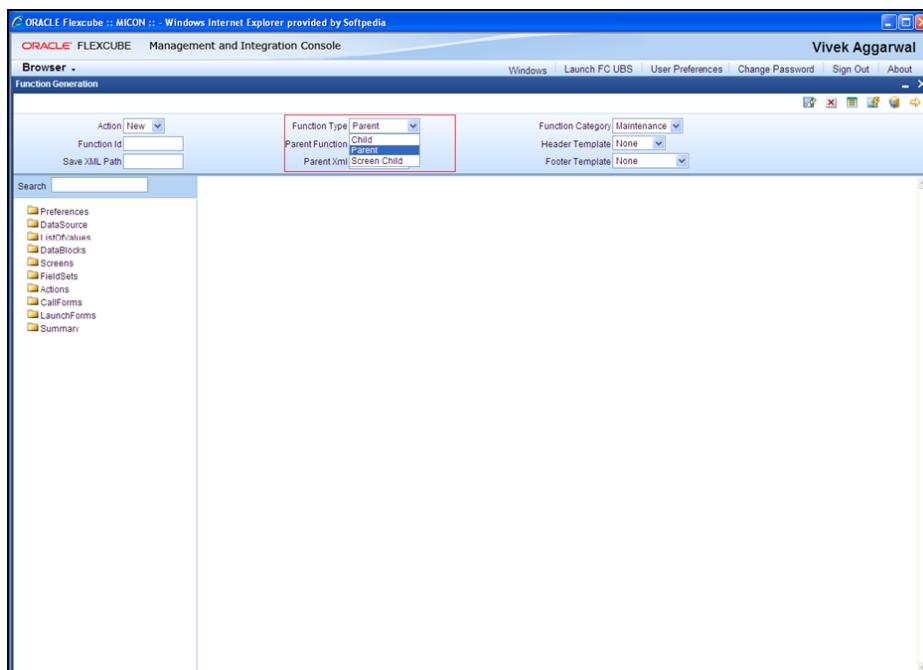 ORACLE Flexcube :: MICON :: - Windows Internet Explorer provided by Softpedia
ORACLE FLEXCUBE Management and Integration Console
Vivek Aggarwal
Browser
Windows Launch FC UBS User Preferences Change Password Sign Out About
Function Generation
Action New Function Type Parent Function Category Maintenance
Function Id Parent Function Child Header Template None
Parent
Save XML Path Parent Xml Screen Child Footer Template None
Search
Preferences
DataSource
ListOfValues
DataBlocks
Screens
FieldSets
Actions
CallForms
LaunchForms
Summary